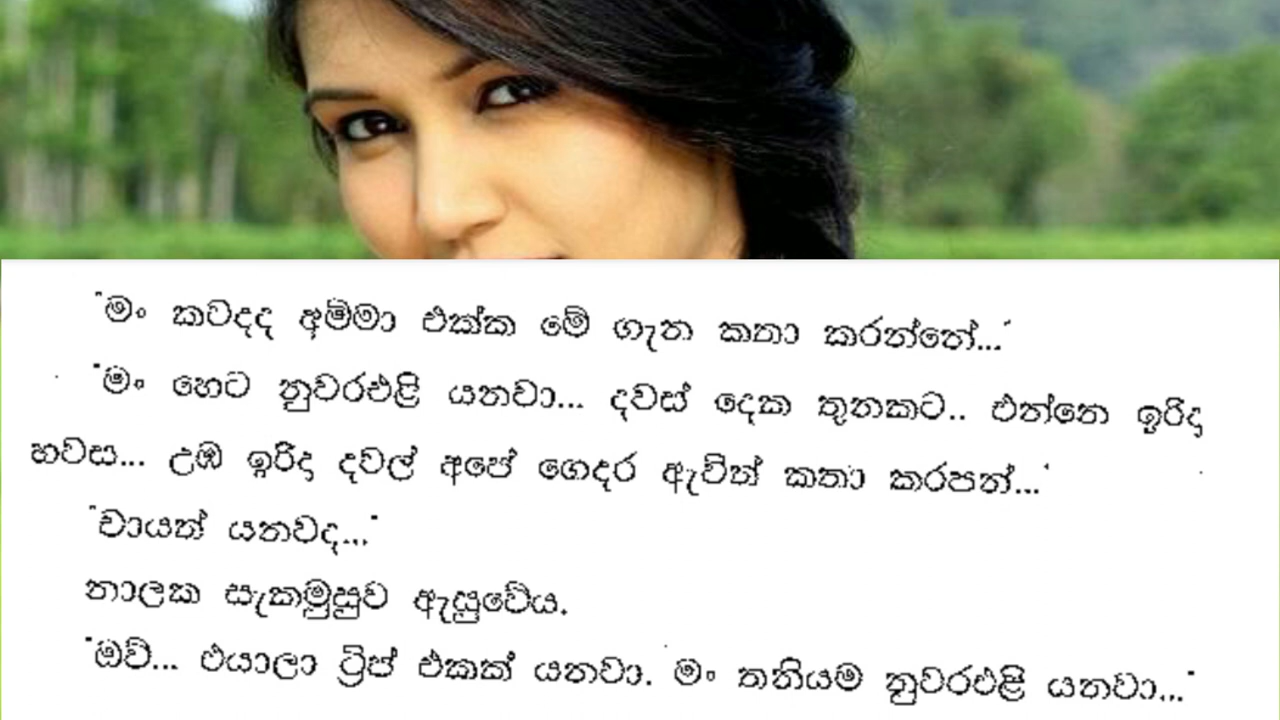 "මං කවදද අම්මා එක්ක මේ ගැන කතා කරන්නේ..."
"මං හෙට නුවරඑළි යනවා... දවස් දෙක තුනකට.. එන්නෙ ඉරිදා
හවස... උඹ ඉරිදා දවල් අපේ ගෙදර ඇවිත් කතා කරපන්..."
"චායත් යනවද..."
නාලක සැකමුසුව ඇසුවේය.
"ඔව්... එයාලා ට්‍රිප් එකක් යනවා. මං තනියම නුවරඑළි යනවා..."